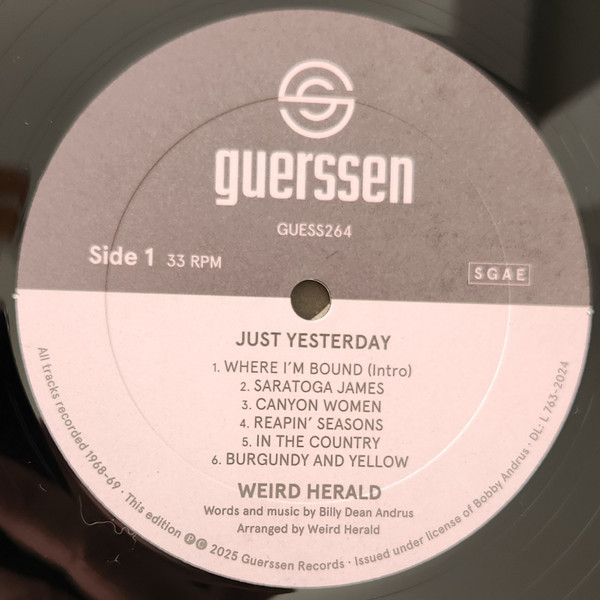 guerssen
GUESS264
Side 1 33 RPM
SGAE
JUST YESTERDAY
1. WHERE I'M BOUND (Intro)
2. SARATOGA JAMES
3. CANYON WOMEN
4. REAPIN' SEASONS
5. IN THE COUNTRY
6. BURGUNDY AND YELLOW
WEIRD HERALD
Words and music by Billy Dean Andrus
Arranged by Weird Herald
All tracks recorded 1968-69 · This edition ℗ © 2025 Guerssen Records · Issued under license of Bobby Andrus · DL: L 763-2024